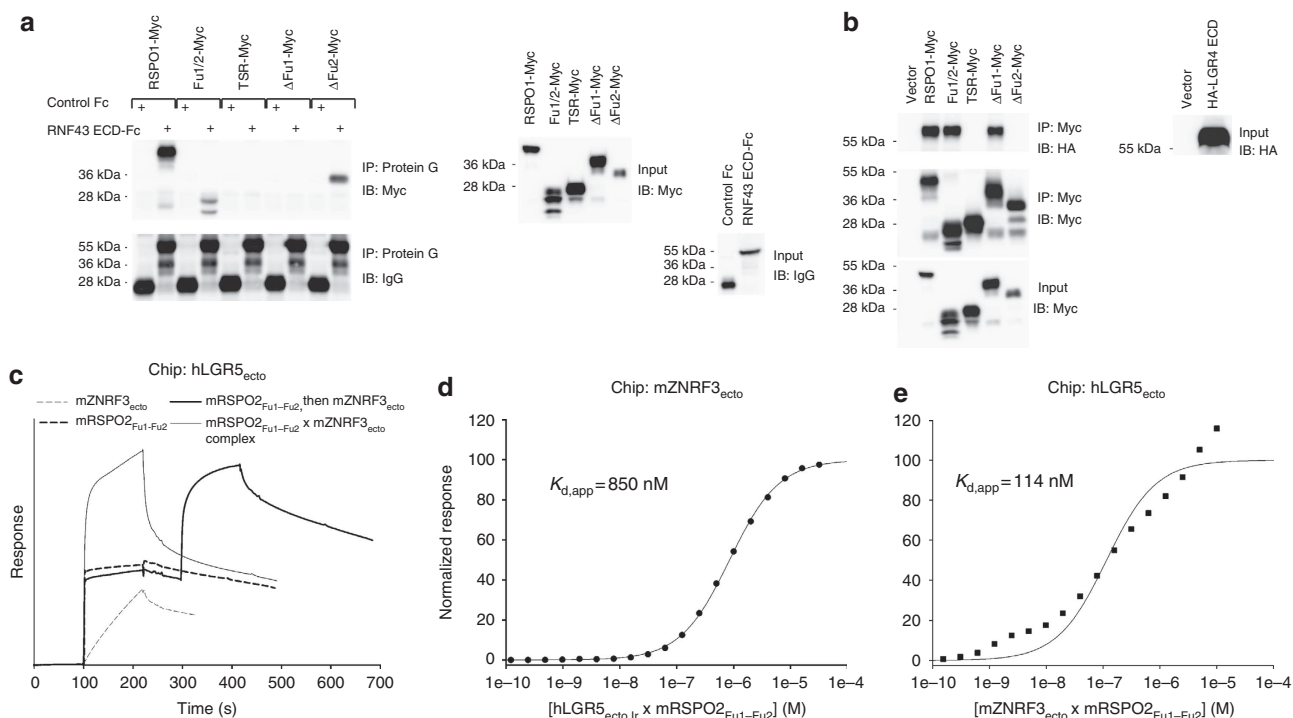 a
RSPO1-Myc
Fu1/2-Myc
TSR-Myc
ΔFu1-Myc
ΔFu2-Myc
Control Fc + + + + +
RNF43 ECD-Fc + + + + +
36 kDa
28 kDa
IP: Protein G
IB: Myc
55 kDa
36 kDa
28 kDa
IP: Protein G
IB: IgG
RSPO1-Myc
Fu1/2-Myc
TSR-Myc
ΔFu1-Myc
ΔFu2-Myc
36 kDa
28 kDa
Input
IB: Myc
Control Fc
RNF43 ECD-Fc
55 kDa
36 kDa
28 kDa
Input
IB: IgG
b
Vector
RSPO1-Myc
Fu1/2-Myc
TSR-Myc
ΔFu1-Myc
ΔFu2-Myc
55 kDa
IP: Myc
IB: HA
55 kDa
36 kDa
28 kDa
IP: Myc
IB: Myc
55 kDa
36 kDa
28 kDa
Input
IB: Myc
Vector
HA-LGR4 ECD
55 kDa
Input
IB: HA
c
Chip: hLGR5ecto
mZNRF3ecto
mRSPO2Fu1-Fu2
mRSPO2Fu1–Fu2, then mZNRF3ecto
mRSPO2Fu1–Fu2 x mZNRF3ecto
complex
Response
0 100 200 300 400 500 600 700
Time (s)
d
Chip: mZNRF3ecto
Kd,app = 850 nM
Normalized response
120
100
80
60
40
20
0
1e–10 1e–9 1e–8 1e–7 1e–6 1e–5 1e–4
[hLGR5ecto lr x mRSPO2Fu1–Fu2] (M)
e
Chip: hLGR5ecto
Kd,app = 114 nM
120
100
80
60
40
20
0
1e–10 1e–9 1e–8 1e–7 1e–6 1e–5 1e–4
[mZNRF3ecto x mRSPO2Fu1–Fu2] (M)